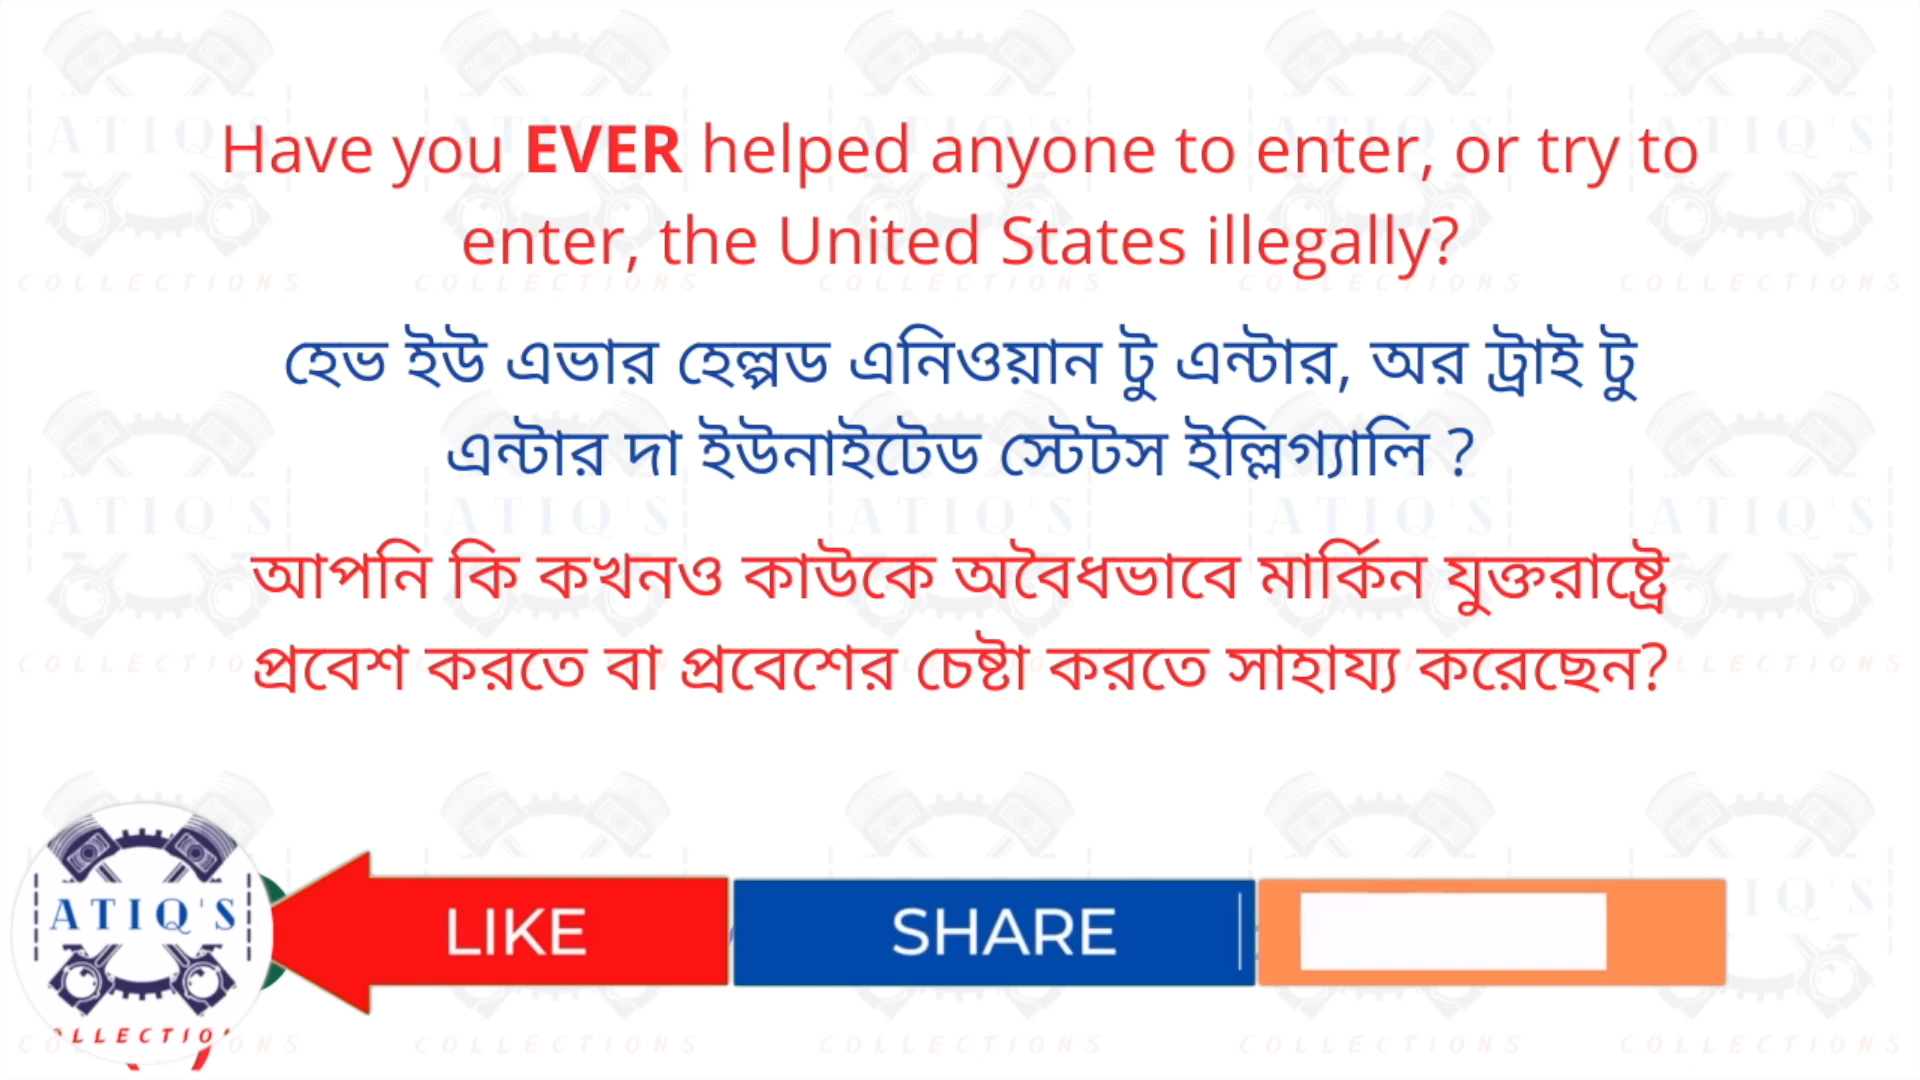 Have you EVER helped anyone to enter, or try to
enter, the United States illegally?
হেভ ইউ এভার হেল্পড এনিওয়ান টু এন্টার, অর ট্রাই টু
এন্টার দা ইউনাইটেড স্টেটস ইল্লিগ্যালি ?
আপনি কি কখনও কাউকে অবৈধভাবে মার্কিন যুক্তরাষ্ট্রে
প্রবেশ করতে বা প্রবেশের চেষ্টা করতে সাহায্য করেছেন?
ATIQ'S
LIKE
SHARE